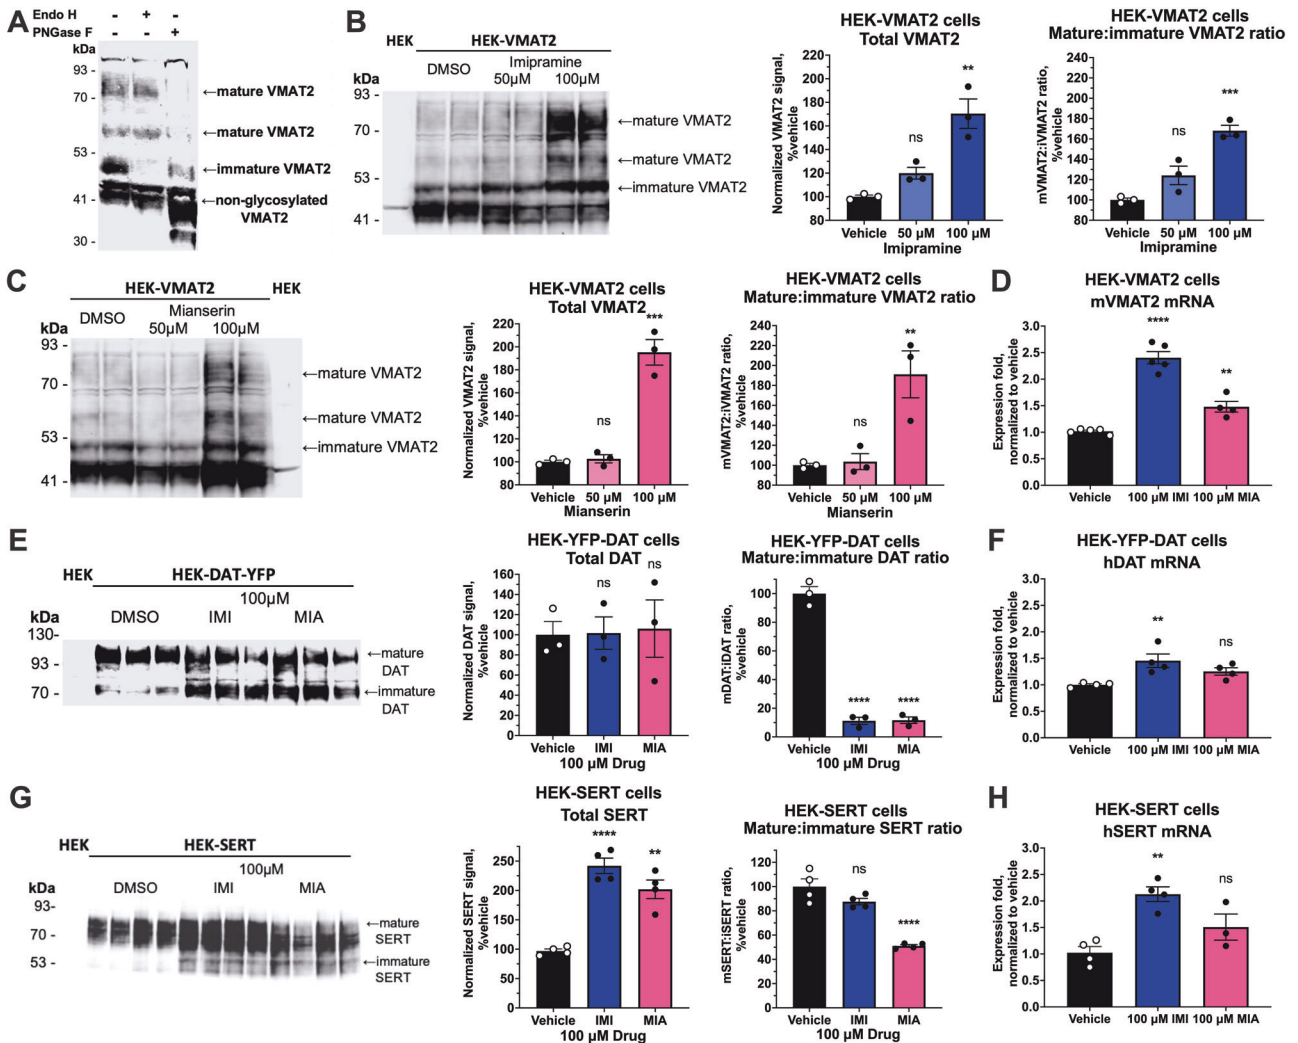 A
Endo H - + -
PNGase F - - +
kDa
93 -
70 -
53 -
41 -
30 -
←mature VMAT2
←mature VMAT2
←immature VMAT2
←non-glycosylated
VMAT2
B
HEK HEK-VMAT2
DMSO Imipramine
50µM 100µM
kDa
93 -
70 -
53 -
41 -
←mature VMAT2
←mature VMAT2
←immature VMAT2
HEK-VMAT2 cells
Total VMAT2
Normalized VMAT2 signal,
%vehicle
220
200
180
160
140
120
100
80
ns
**
Vehicle 50 µM 100 µM
Imipramine
HEK-VMAT2 cells
Mature:immature VMAT2 ratio
mVMAT2:iVMAT2 ratio,
%vehicle
240
220
200
180
160
140
120
100
80
ns
***
Vehicle 50 µM 100 µM
Imipramine
C
HEK-VMAT2 HEK
DMSO Mianserin
50µM 100µM
kDa
93 -
70 -
53 -
41 -
←mature VMAT2
←mature VMAT2
←immature VMAT2
HEK-VMAT2 cells
Total VMAT2
Normalized VMAT2 signal,
%vehicle
220
200
180
160
140
120
100
80
ns
***
Vehicle 50 µM 100 µM
Mianserin
HEK-VMAT2 cells
Mature:immature VMAT2 ratio
mVMAT2:iVMAT2 ratio,
%vehicle
240
220
200
180
160
140
120
100
80
ns
**
Vehicle 50 µM 100 µM
Mianserin
D
HEK-VMAT2 cells
mVMAT2 mRNA
Expression fold,
normalized to vehicle
3.0
2.5
2.0
1.5
1.0
0.5
0.0
****
**
Vehicle 100 µM IMI 100 µM MIA
E
HEK HEK-DAT-YFP
100µM
DMSO IMI MIA
kDa
130-
93 -
70 -
←mature
DAT
←immature
DAT
HEK-YFP-DAT cells
Total DAT
Normalized DAT signal,
%vehicle
160
140
120
100
80
60
40
20
0
ns
ns
Vehicle IMI MIA
100 µM Drug
HEK-YFP-DAT cells
Mature:immature DAT ratio
mDAT:iDAT ratio,
%vehicle
100
80
60
40
20
0
****
****
Vehicle IMI MIA
100 µM Drug
F
HEK-YFP-DAT cells
hDAT mRNA
Expression fold,
normalized to vehicle
3.0
2.5
2.0
1.5
1.0
0.5
0.0
**
ns
Vehicle 100 µM IMI 100 µM MIA
G
HEK HEK-SERT
100µM
DMSO IMI MIA
kDa
93-
70 -
53 -
←mature
SERT
←immature
SERT
HEK-SERT cells
Total SERT
Normalized SERT signal,
%vehicle
250
200
150
100
50
0
****
**
Vehicle IMI MIA
100 µM Drug
HEK-SERT cells
Mature:immature SERT ratio
mSERT:iSERT ratio,
%vehicle
120
100
80
60
40
20
0
ns
****
Vehicle IMI MIA
100 µM Drug
H
HEK-SERT cells
hSERT mRNA
Expression fold,
normalized to vehicle
3.0
2.5
2.0
1.5
1.0
0.5
0.0
**
ns
Vehicle 100 µM IMI 100 µM MIA